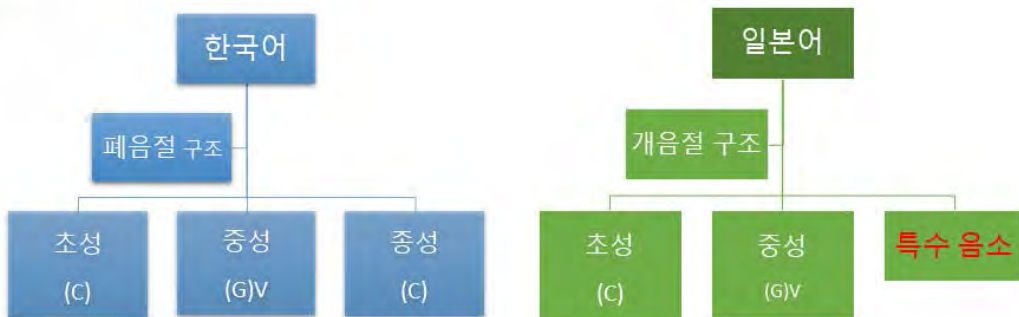 한국어
폐음절 구조
초성
(C)
중성
(G)V
종성
(C)
일본어
개음절 구조
초성
(C)
중성
(G)V
특수 음소